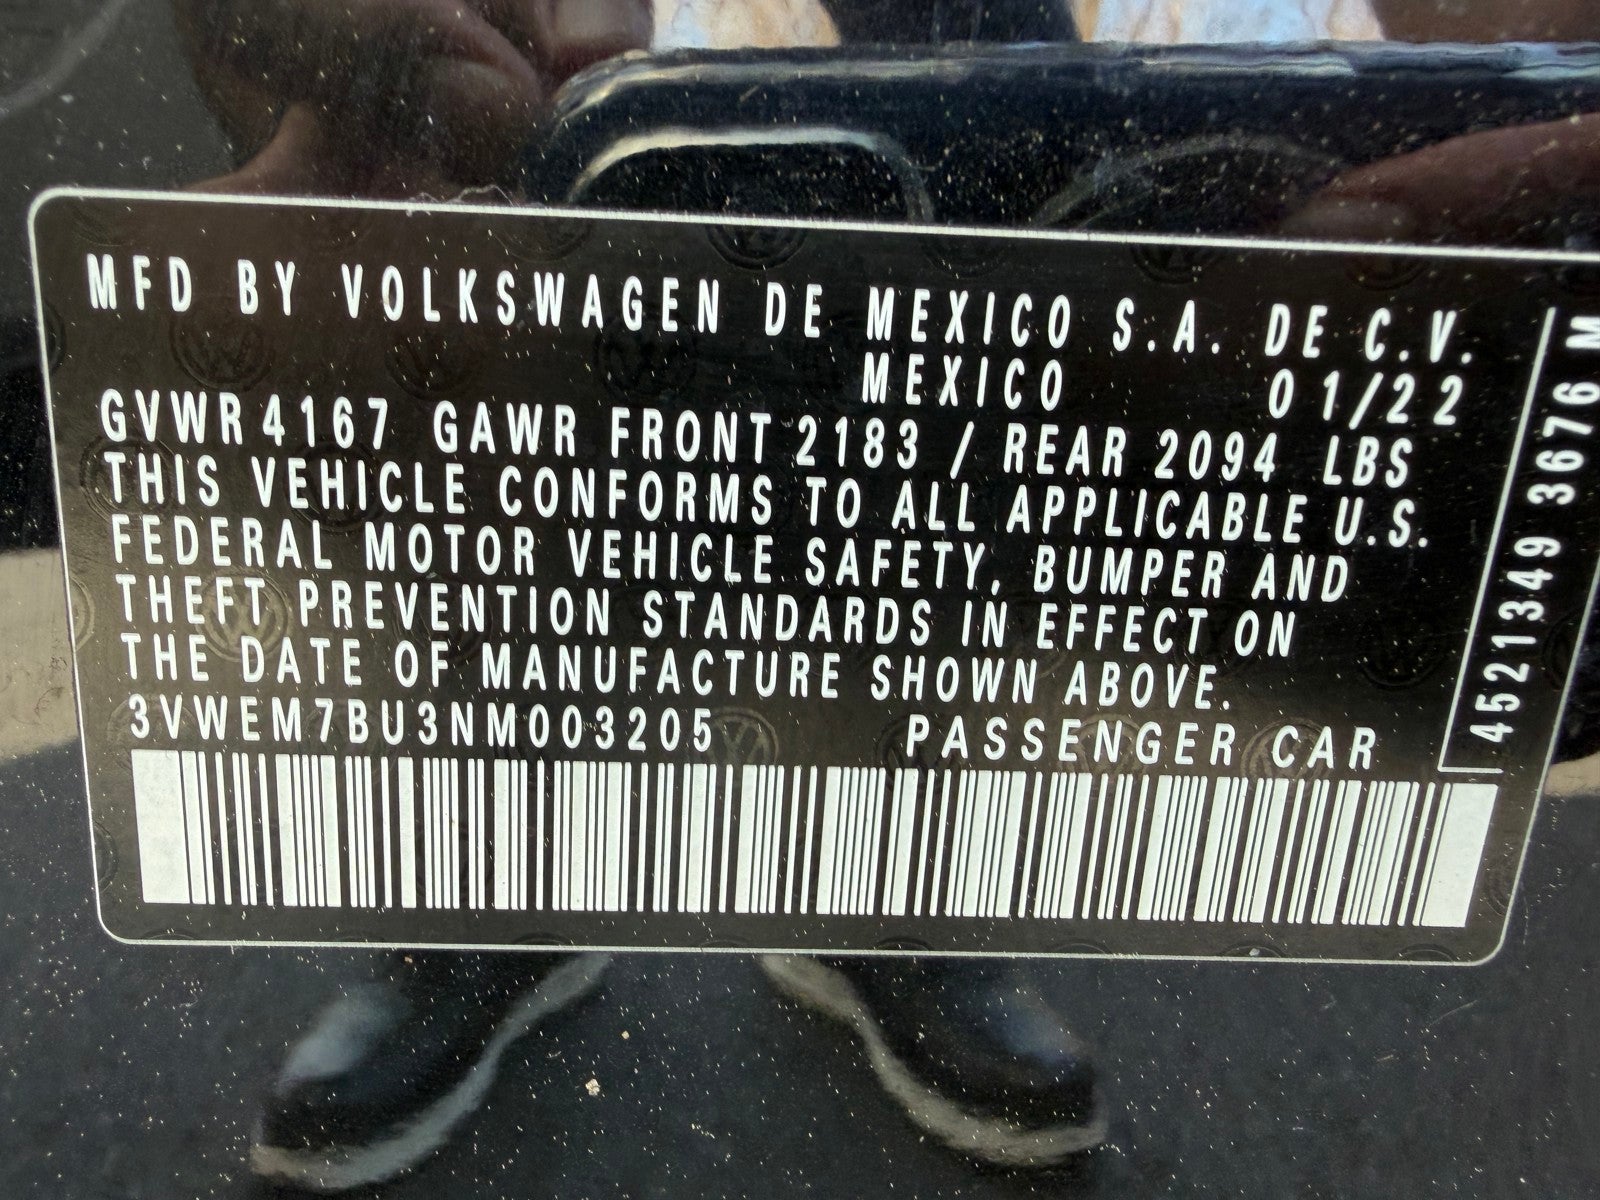 MFD BY VOLKSWAGEN DE MEXICO S.A. DE C.V.
MEXICO 01/22
GVWR 4167 GAWR FRONT 2183 / REAR 2094 LBS
THIS VEHICLE CONFORMS TO ALL APPLICABLE U.S.
FEDERAL MOTOR VEHICLE SAFETY, BUMPER AND
THEFT PREVENTION STANDARDS IN EFFECT ON
THE DATE OF MANUFACTURE SHOWN ABOVE.
3VWEM7BU3NM003205 PASSENGER CAR
4521349 3676 M